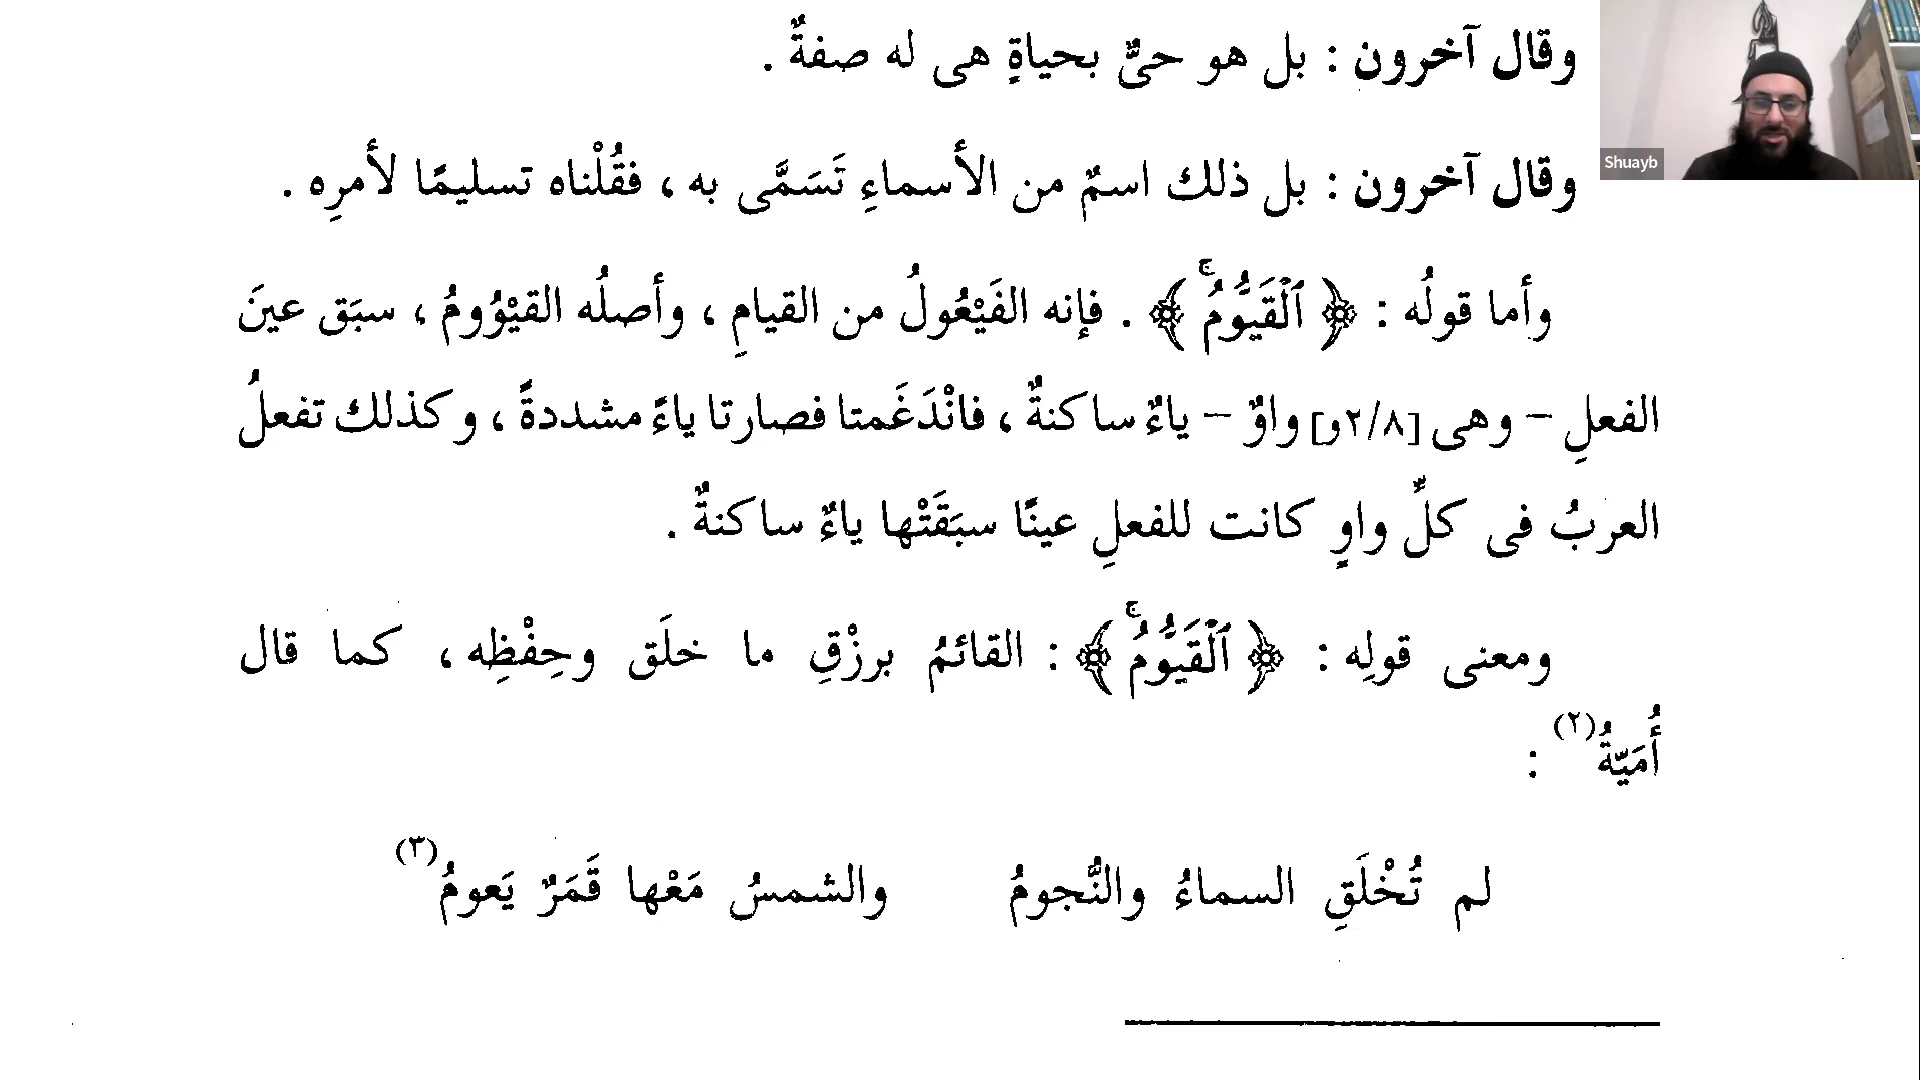 وقال آخرون : بل هو حىٌّ بحياةٍ هى له صفةٌ .
وقال آخرون : بل ذلك اسمٌ من الأسماءِ تَسَمَّى به ، فقُلْناه تسليمًا لأمرِه .
وأما قولُه : ﴿ ٱلْقَيُّومُۚ ﴾ . فإنه الفَيْعُولُ من القيامِ ، وأصلُه القيْوُومُ ، سبَق عينَ
الفعلِ – وهى [٢/٨و] واوٌ – ياءٌ ساكنةٌ ، فانْدَغَمتا فصارتا ياءً مشددةً ، وكذلك تفعلُ
العربُ فى كلِّ واوٍ كانت للفعلِ عينًا سبَقَتْها ياءٌ ساكنةٌ .
ومعنى قولِه : ﴿ ٱلْقَيُّومُۚ ﴾ : القائمُ برزْقِ ما خلَق وحِفْظِه ، كما قال
أُمَيّةُ(٢) :
لم تُخْلَقِ السماءُ والنُّجومُ والشمسُ مَعْها قَمَرٌ يَعومُ(٣)
Shuayb